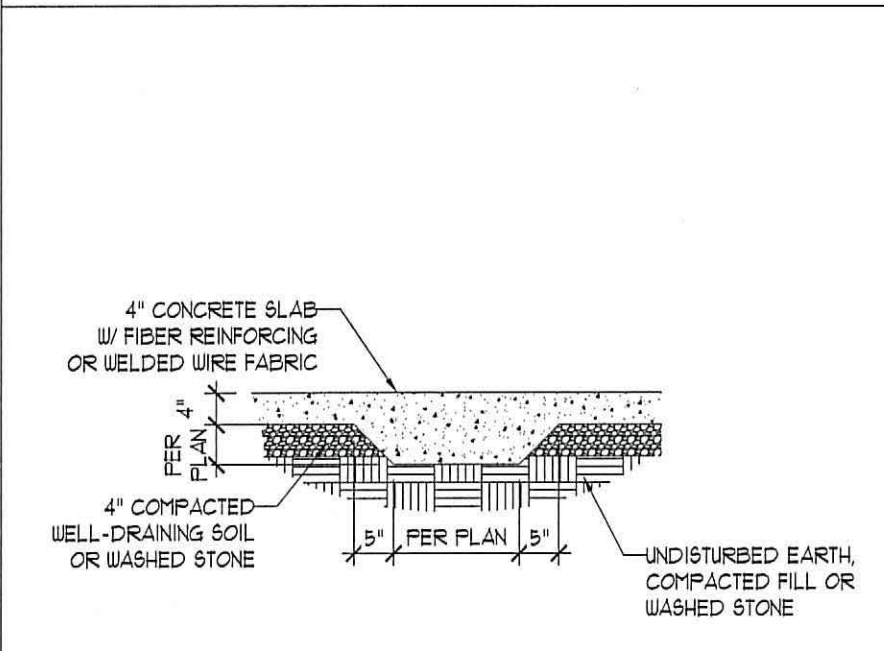 4" CONCRETE SLAB
W/ FIBER REINFORCING
OR WELDED WIRE FABRIC
4"
PER
PLAN
4" COMPACTED
WELL-DRAINING SOIL
OR WASHED STONE
5" PER PLAN 5"
UNDISTURBED EARTH,
COMPACTED FILL OR
WASHED STONE